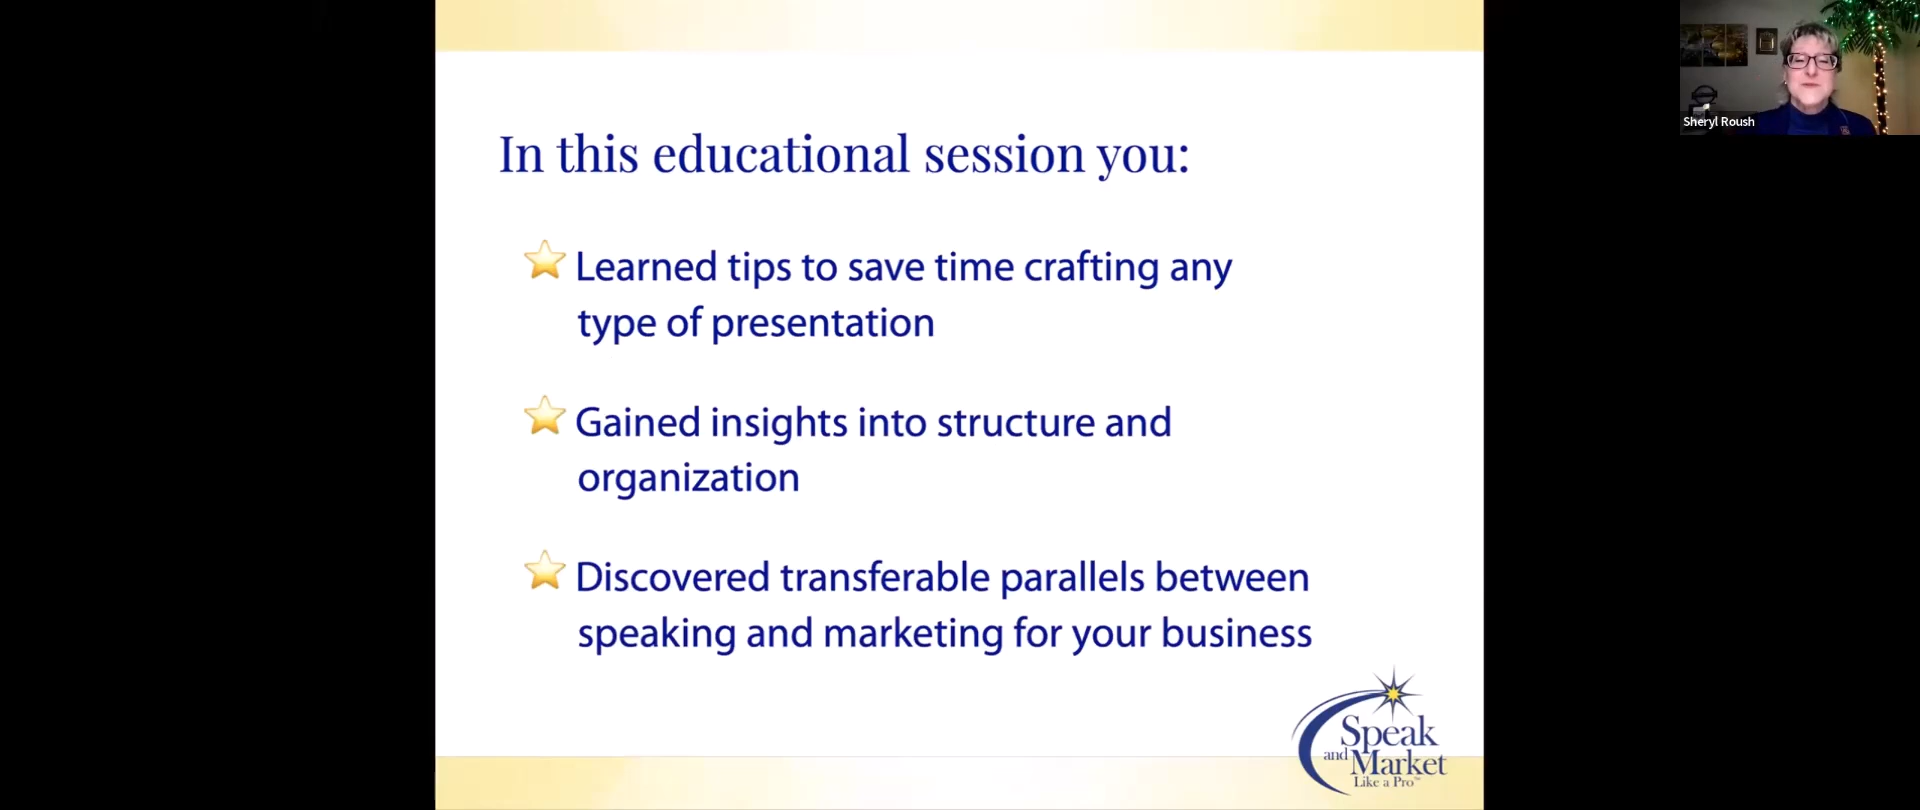 In this educational session you:
Learned tips to save time crafting any
type of presentation
Gained insights into structure and
organization
Discovered transferable parallels between
speaking and marketing for your business
Speak
and Market
Like a Pro™
Sheryl Roush